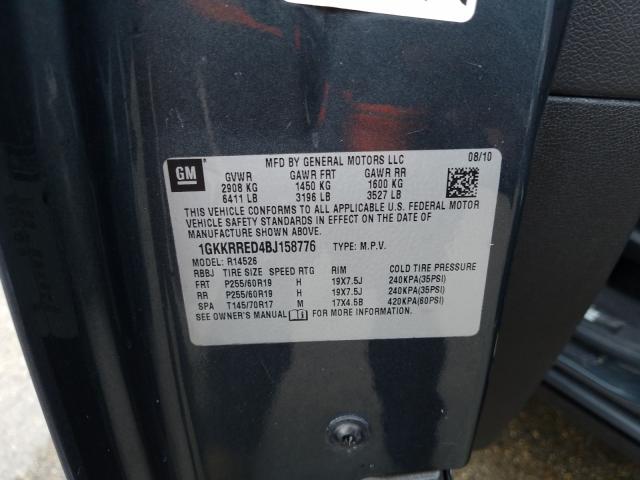 GM
MFD BY GENERAL MOTORS LLC 08/10
GVWR GAWR FRT GAWR RR
2908 KG 1450 KG 1600 KG
6411 LB 3196 LB 3527 LB
THIS VEHICLE CONFORMS TO ALL APPLICABLE U.S. FEDERAL MOTOR
VEHICLE SAFETY STANDARDS IN EFFECT ON THE DATE OF
MANUFACTURE SHOWN ABOVE.
1GKKRRED4BJ158776 TYPE: M.P.V.
MODEL: R14526
RBBJ TIRE SIZE SPEED RTG RIM COLD TIRE PRESSURE
FRT P255/60R19 H 19X7.5J 240KPA(35PSI)
RR P255/60R19 H 19X7.5J 240KPA(35PSI)
SPA T145/70R17 M 17X4.5B 420KPA(60PSI)
SEE OWNER'S MANUAL FOR MORE INFORMATION.